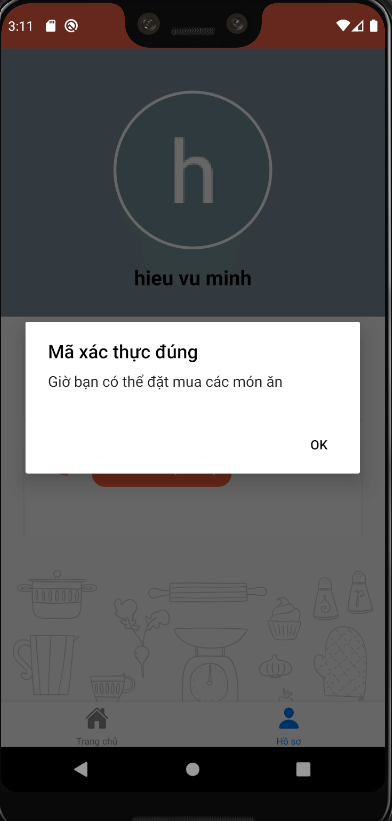 3:11
h
hieu vu minh
Mã xác thực đúng
Giờ bạn có thể đặt mua các món ăn
OK
Trang chủ
Hồ sơ